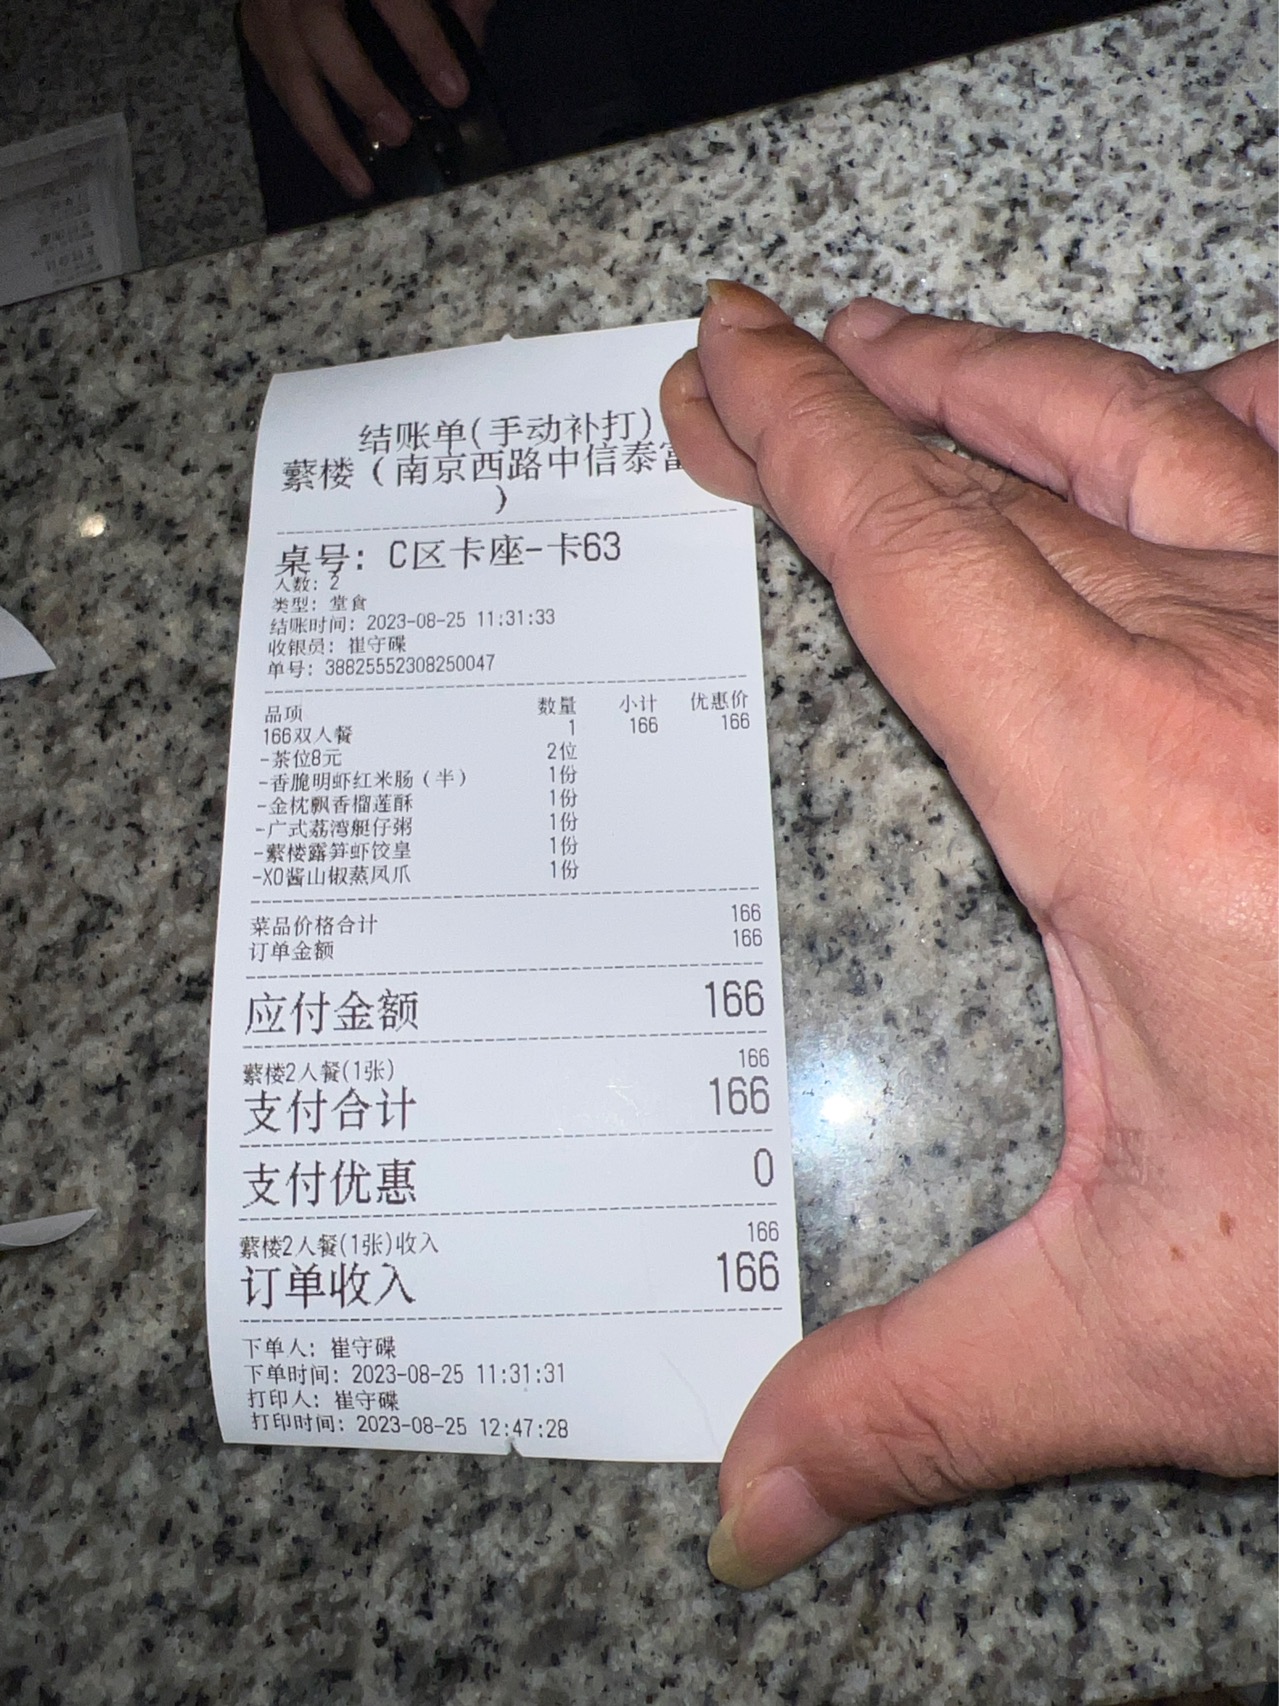 结账单(手动补打)
蘩楼（南京西路中信泰富
)
桌号: C区卡座-卡63
人数: 2
类型: 堂食
结账时间: 2023-08-25 11:31:33
收银员: 崔守碟
单号: 38825552308250047
品项 数量 小计 优惠价
166双人餐 1 166 166
-茶位8元 2位
-香脆明虾红米肠（半） 1份
-金枕飘香榴莲酥 1份
-广式荔湾艇仔粥 1份
-蘩楼露笋虾饺皇 1份
-XO酱山椒蒸凤爪 1份
菜品价格合计 166
订单金额 166
应付金额 166
蘩楼2人餐(1张) 166
支付合计 166
支付优惠 0
蘩楼2人餐(1张)收入 166
订单收入 166
下单人: 崔守碟
下单时间: 2023-08-25 11:31:31
打印人: 崔守碟
打印时间: 2023-08-25 12:47:28